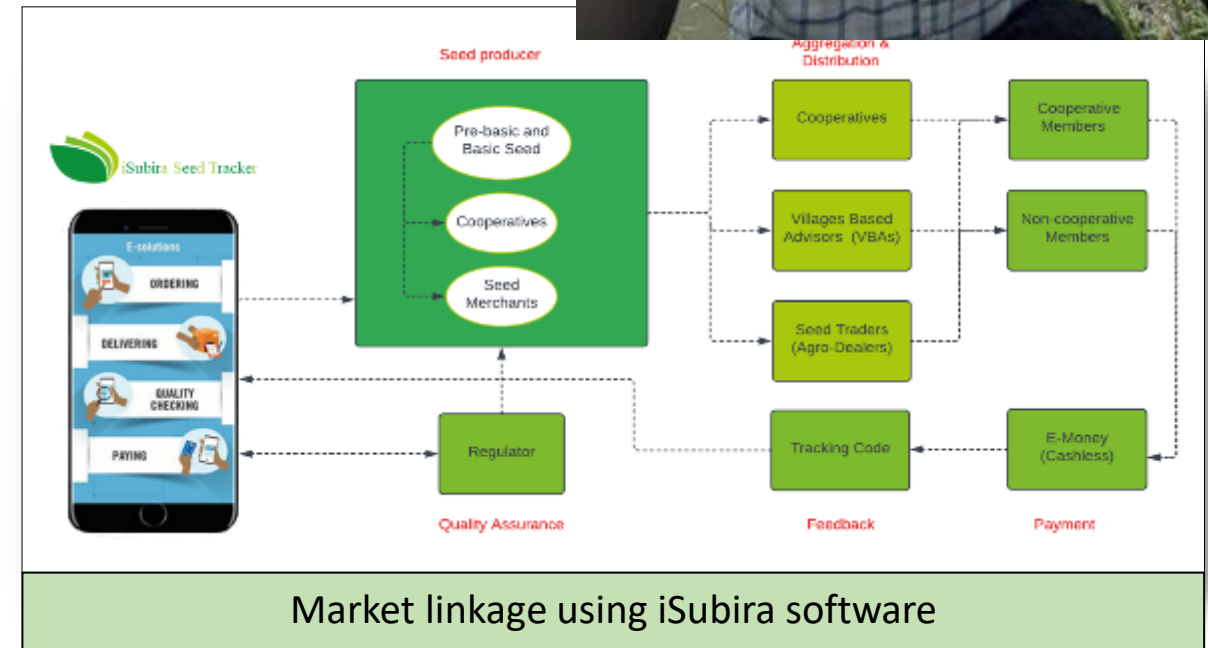 Seed producer
Aggregation &
Distribution
iSubira Seed Tracker
E-solutions
ORDERING
DELIVERING
QUALITY
CHECKING
PAYING
Pre-basic and
Basic Seed
Cooperatives
Seed
Merchants
Cooperatives
Villages Based
Advisors (VBAs)
Seed Traders
(Agro-Dealers)
Cooperative
Members
Non-cooperative
Members
Regulator
Tracking Code
E-Money
(Cashless)
Quality Assurance
Feedback
Payment
Market linkage using iSubira software